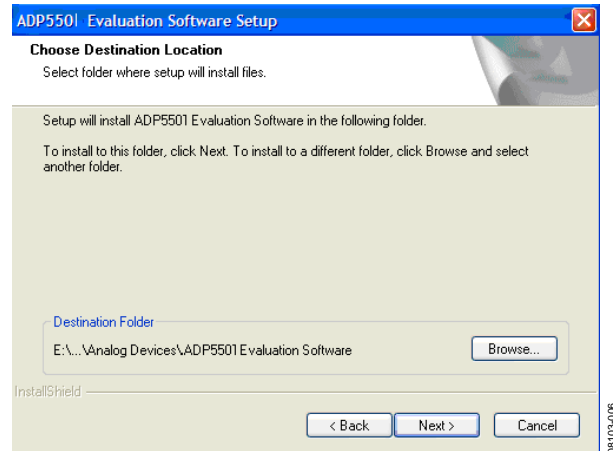 ADP5501 Evaluation Software Setup
Choose Destination Location
Select folder where setup will install files.
Setup will install ADP5501 Evaluation Software in the following folder.
To install to this folder, click Next. To install to a different folder, click Browse and select
another folder.
Destination Folder
E:\...\Analog Devices\ADP5501 Evaluation Software
Browse...
InstallShield
< Back
Next >
Cancel
08103-006